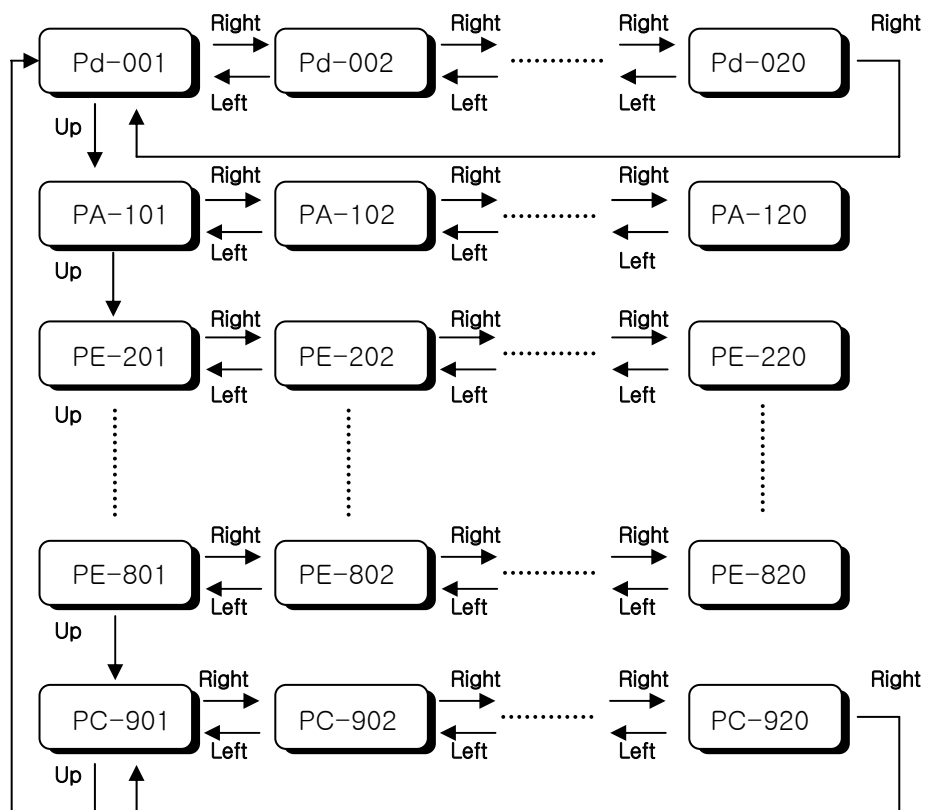 Right Right Right Right
Pd-001 Pd-002 Pd-020
Left Left Left
Up
Right Right Right
PA-101 PA-102 PA-120
Left Left Left
Up
Right Right Right
PE-201 PE-202 PE-220
Left Left Left
Up
Right Right Right
PE-801 PE-802 PE-820
Left Left Left
Up
Right Right Right Right
PC-901 PC-902 PC-920
Left Left Left
Up